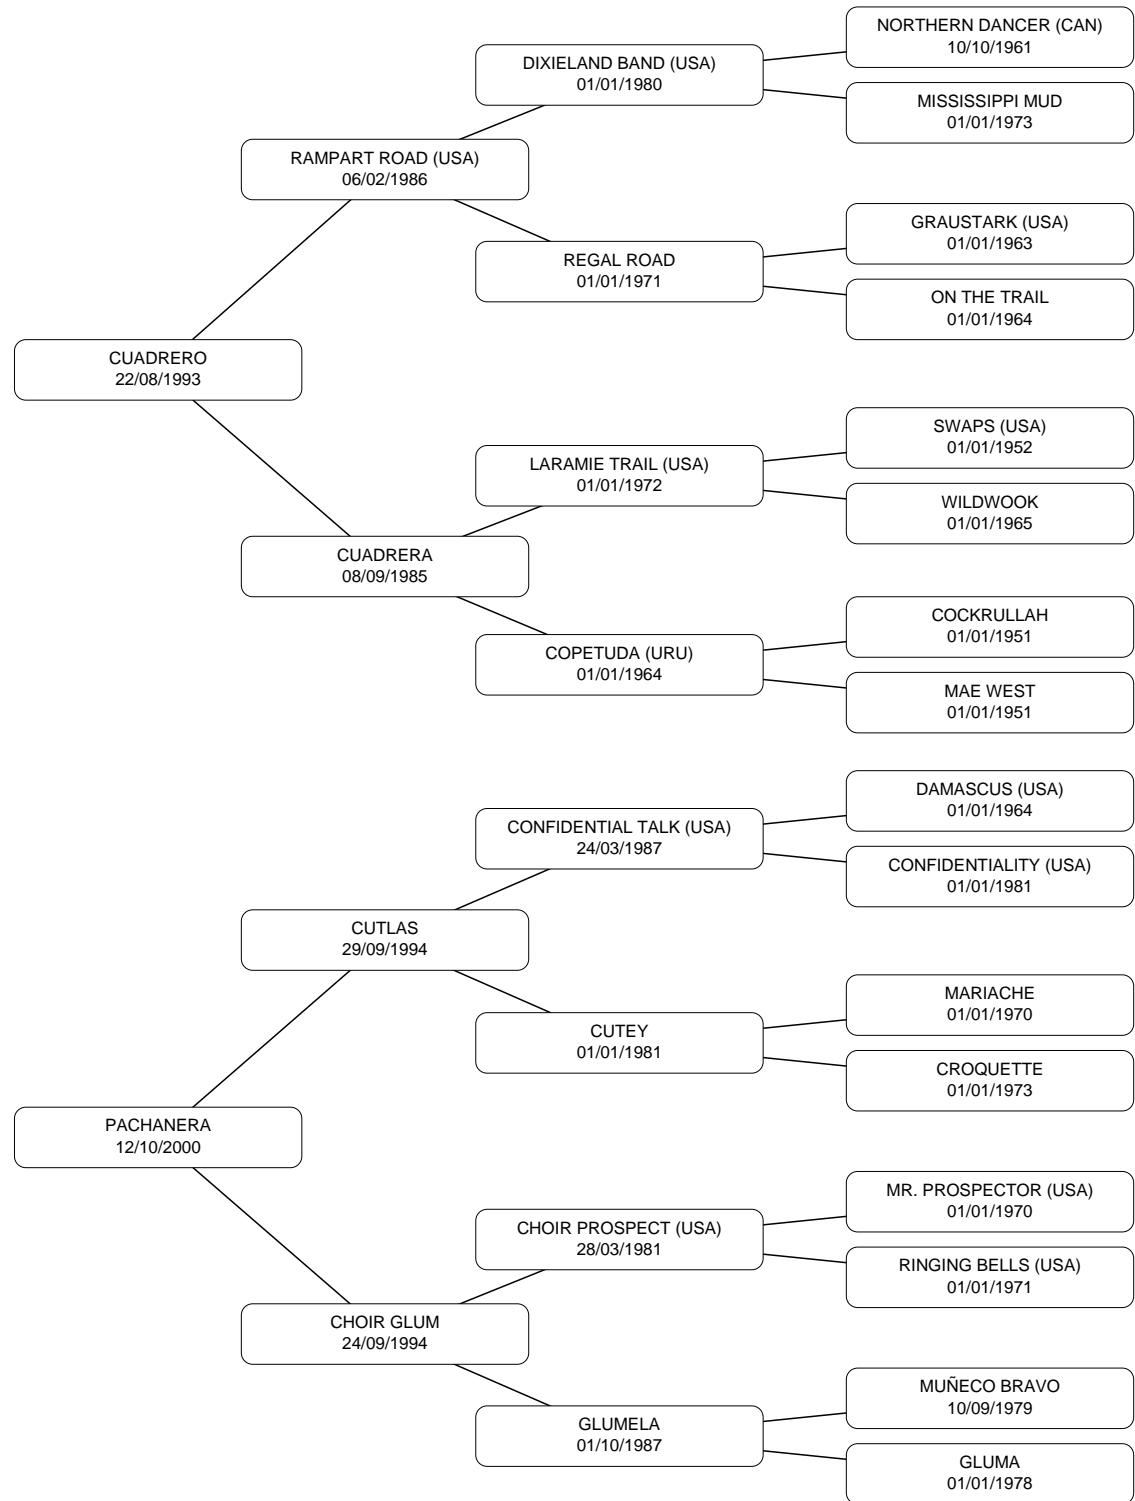 NORTHERN DANCER (CAN)
10/10/1961
DIXIELAND BAND (USA)
01/01/1980
MISSISSIPPI MUD
01/01/1973
RAMPART ROAD (USA)
06/02/1986
GRAUSTARK (USA)
01/01/1963
REGAL ROAD
01/01/1971
ON THE TRAIL
01/01/1964
CUADRERO
22/08/1993
SWAPS (USA)
01/01/1952
LARAMIE TRAIL (USA)
01/01/1972
WILDWOOK
01/01/1965
CUADRERA
08/09/1985
COCKRULLAH
01/01/1951
COPETUDA (URU)
01/01/1964
MAE WEST
01/01/1951
DAMASCUS (USA)
01/01/1964
CONFIDENTIAL TALK (USA)
24/03/1987
CONFIDENTIALITY (USA)
01/01/1981
CUTLAS
29/09/1994
MARIACHE
01/01/1970
CUTEY
01/01/1981
CROQUETTE
01/01/1973
PACHANERA
12/10/2000
MR. PROSPECTOR (USA)
01/01/1970
CHOIR PROSPECT (USA)
28/03/1981
RINGING BELLS (USA)
01/01/1971
CHOIR GLUM
24/09/1994
MUÑECO BRAVO
10/09/1979
GLUMELA
01/10/1987
GLUMA
01/01/1978